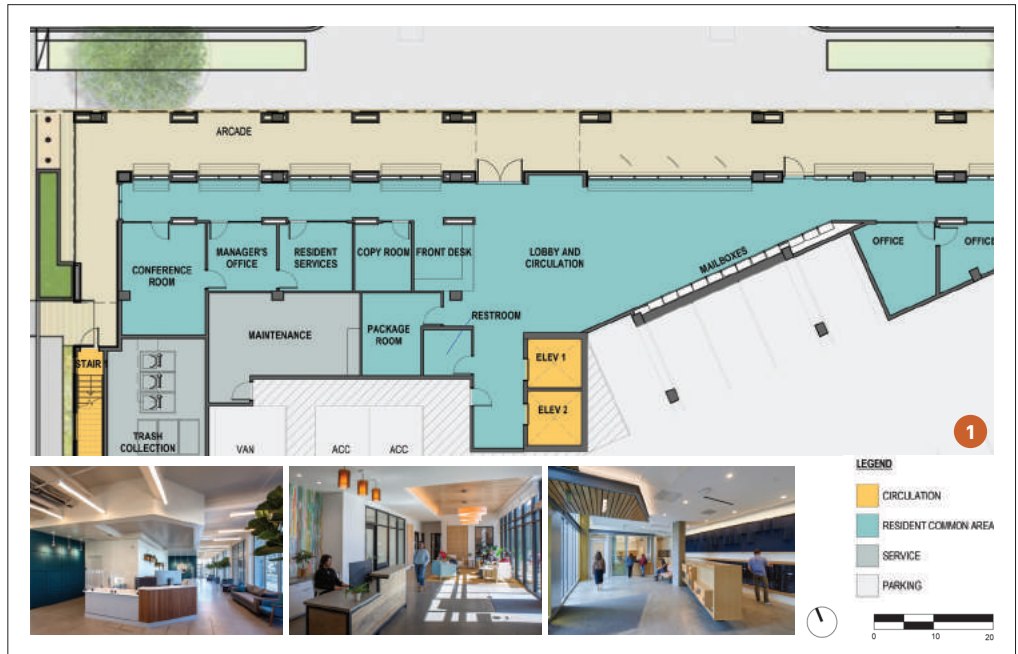 ARCADE
CONFERENCE
ROOM
MANAGER'S
OFFICE
RESIDENT
SERVICES
COPY ROOM
FRONT DESK
LOBBY AND
CIRCULATION
MAILBOXES
OFFICE
OFFICE
MAINTENANCE
PACKAGE
ROOM
RESTROOM
STAIR 1
TRASH
COLLECTION
VAN
ACC
ACC
ELEV 1
ELEV 2
1
LEGEND
CIRCULATION
RESIDENT COMMON AREA
SERVICE
PARKING
0 10 20